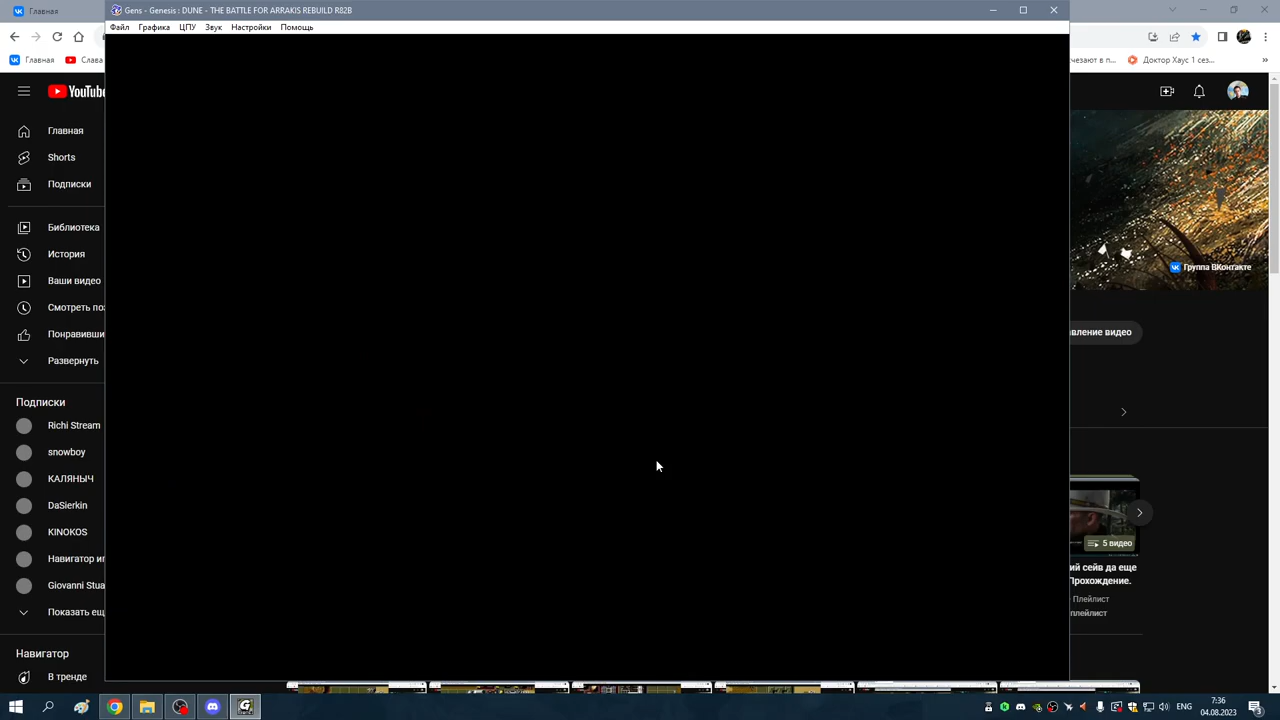 Главная
Gens - Genesis : DUNE - THE BATTLE FOR ARRAKIS REBUILD R82B
Файл Графика ЦПУ Звук Настройки Помощь
Главная
Слава
чезают в п...
Доктор Хаус 1 сез...
»
YouTube
Главная
Shorts
Подписки
Библиотека
История
Ваши видео
Смотреть по
Понравивши
Развернуть
Подписки
Richi Stream
snowboy
КАЛЯНЫЧ
DaSierkin
KINOKOS
Навигатор иг
Giovanni Stua
Показать ещ
Навигатор
В тренде
Группа ВКонтакте
вление видео
5 видео
ий сейв да еще
Прохождение.
Плейлист
плейлист
ENG
7:36
04.08.2023
3